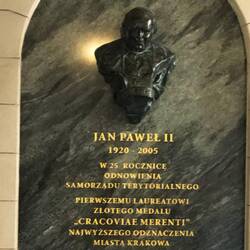 JAN PAWEŁ II
1920 - 2005
W 25 ROCZNICĘ
ODNOWIENIA
SAMORZĄDU TERYTORIALNEGO
PIERWSZEMU LAUREATOWI
ZŁOTEGO MEDALU
„CRACOVIAE MERENTI”
NAJWYŻSZEGO ODZNACZENIA
MIASTA KRAKOWA